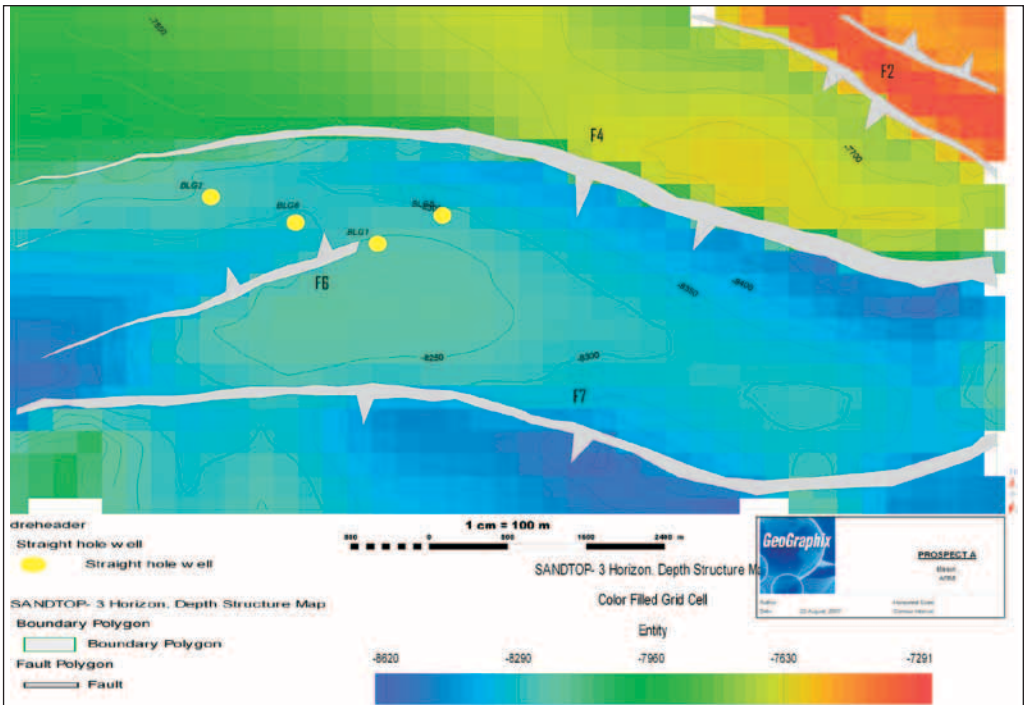 -7800
F2
F4
-7700
BLG2
BLG6
BLG1
F6
-8350
-8400
-8250
-8300
F7
dreheader
Straight hole well
Straight hole well
SANDTOP- 3 Horizon. Depth Structure Map
Boundary Polygon
Boundary Polygon
Fault Polygon
Fault
1 cm = 100 m
800 0 800 1600 2400 m
SANDTOP- 3 Horizon. Depth Structure Ma
Color Filled Grid Cell
Entity
-8620 -8290 -7960 -7630 -7291
GeoGraphix
PROSPECT A